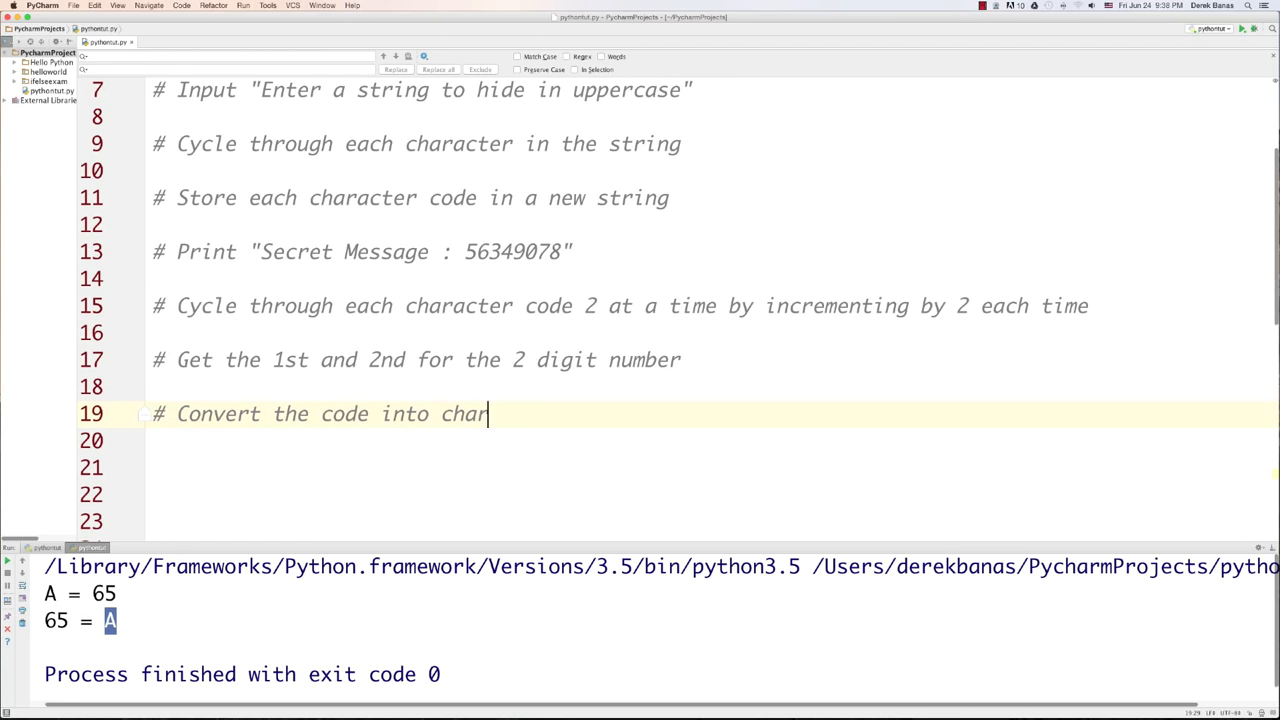 PyCharm File Edit View Navigate Code Refactor Run Tools VCS Window Help 10 Fri Jun 24 9:38 PM Derek Banas
pythontut.py - PycharmProjects - [~/PycharmProjects]
PycharmProjects pythontut.py pythontut
pythontut.py ×
PycharmProject
Hello Python
helloworld
ifelseexam
pythontut.py
External Librarie
Match Case Regex Words
Replace Replace all Exclude Preserve Case In Selection
7 # Input "Enter a string to hide in uppercase"
8
9 # Cycle through each character in the string
10
11 # Store each character code in a new string
12
13 # Print "Secret Message : 56349078"
14
15 # Cycle through each character code 2 at a time by incrementing by 2 each time
16
17 # Get the 1st and 2nd for the 2 digit number
18
19 # Convert the code into char
20
21
22
23
Run: pythontut pythontut
/Library/Frameworks/Python.framework/Versions/3.5/bin/python3.5 /Users/derekbanas/PycharmProjects/pytho
A = 65
65 = A
Process finished with exit code 0
19:29 LF÷ UTF-8÷